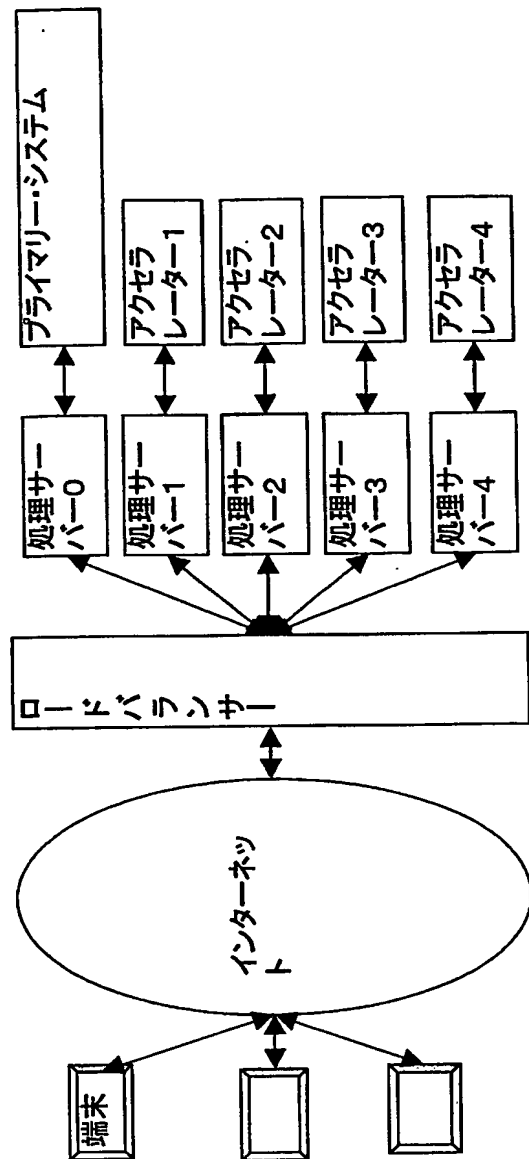 端末
インターネッ
ト
ロードバランサー
処理サー
バー0
処理サー
バー1
処理サー
バー2
処理サー
バー3
処理サー
バー4
プライマリー・システム
アクセラ
レーター1
アクセラ
レーター2
アクセラ
レーター3
アクセラ
レーター4